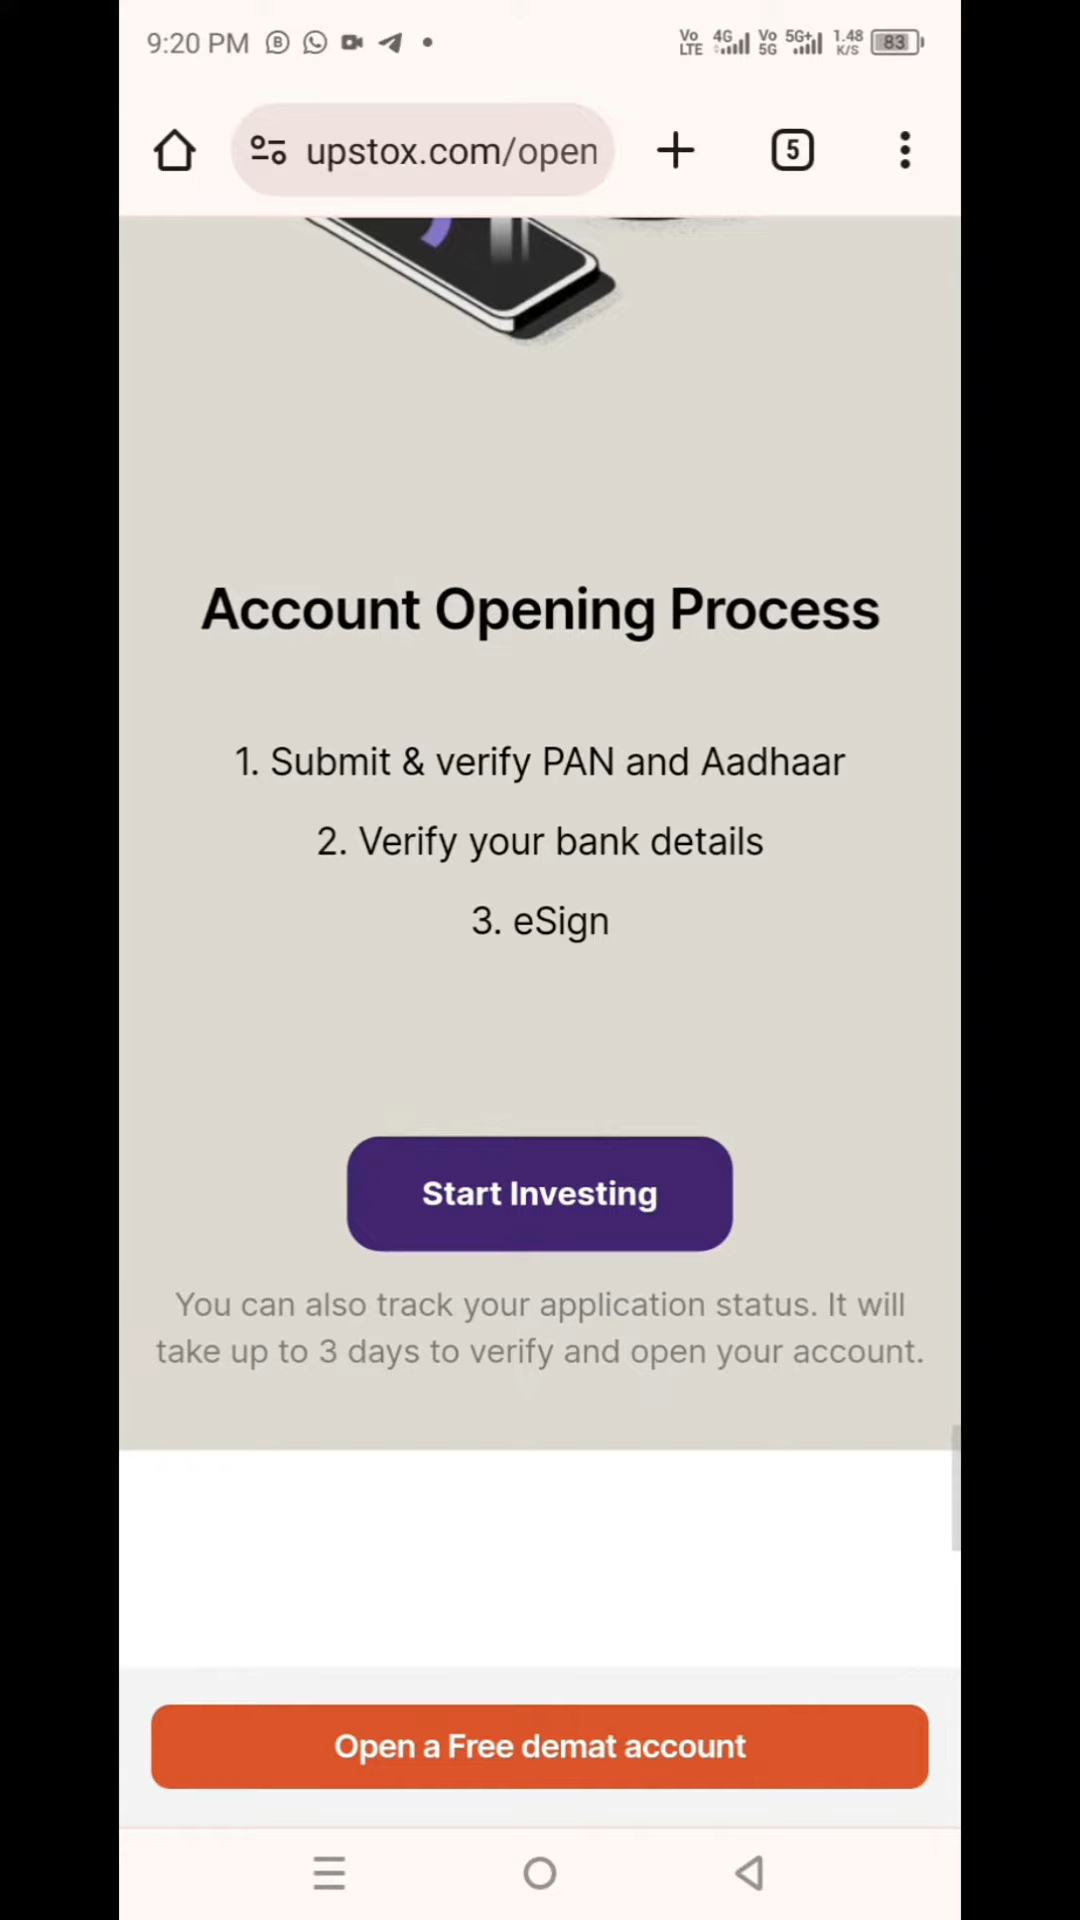 9:20 PM
Vo LTE 4G Vo 5G 5G+ 1.48 K/S 83
upstox.com/open
5
Account Opening Process
1. Submit & verify PAN and Aadhaar
2. Verify your bank details
3. eSign
Start Investing
You can also track your application status. It will
take up to 3 days to verify and open your account.
Open a Free demat account